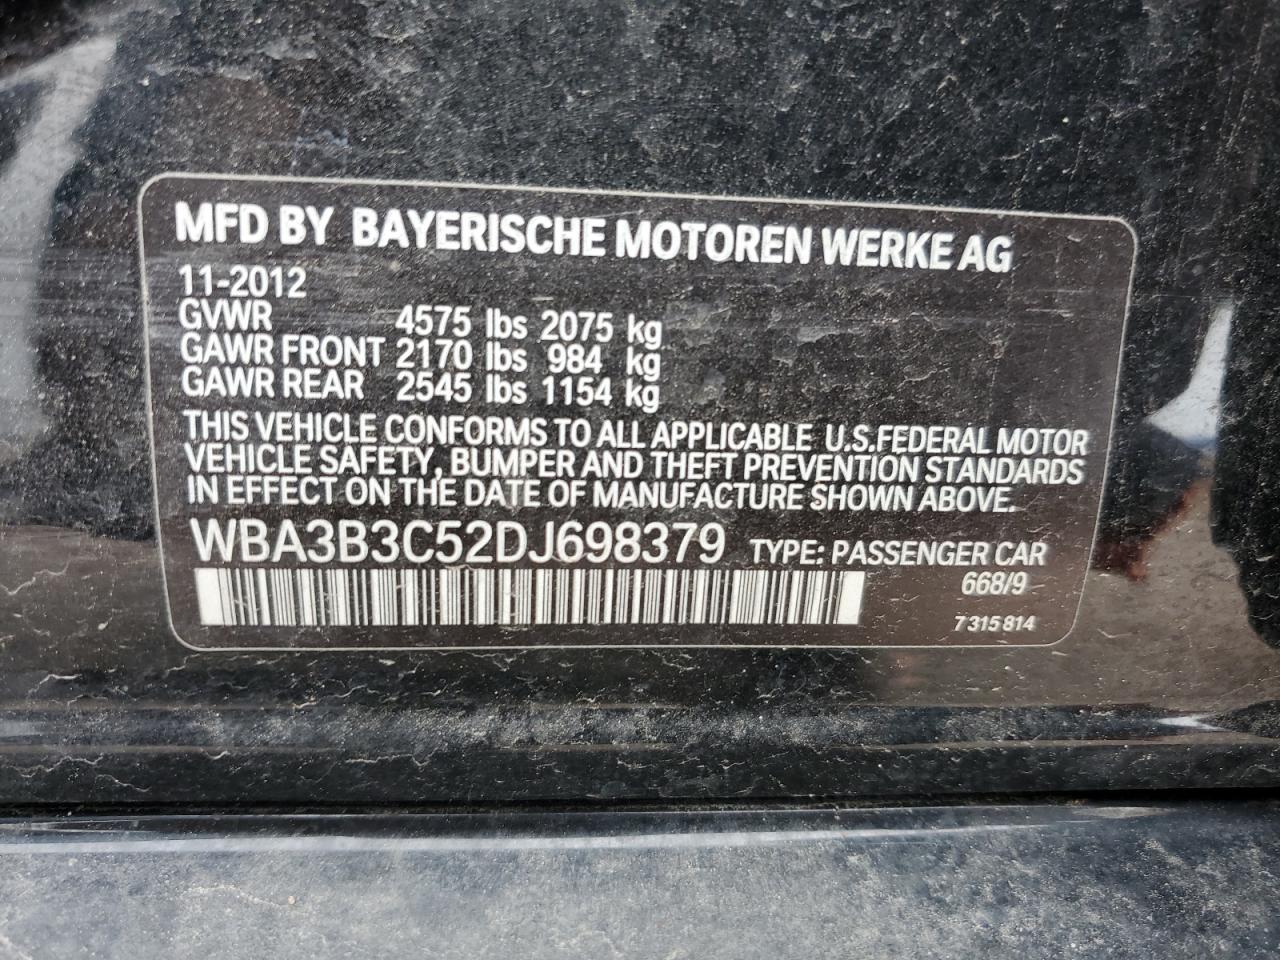 MFD BY BAYERISCHE MOTOREN WERKE AG
11-2012
GVWR 4575 lbs 2075 kg
GAWR FRONT 2170 lbs 984 kg
GAWR REAR 2545 lbs 1154 kg
THIS VEHICLE CONFORMS TO ALL APPLICABLE U.S.FEDERAL MOTOR
VEHICLE SAFETY, BUMPER AND THEFT PREVENTION STANDARDS
IN EFFECT ON THE DATE OF MANUFACTURE SHOWN ABOVE.
WBA3B3C52DJ698379 TYPE: PASSENGER CAR
668/9
7 315 814